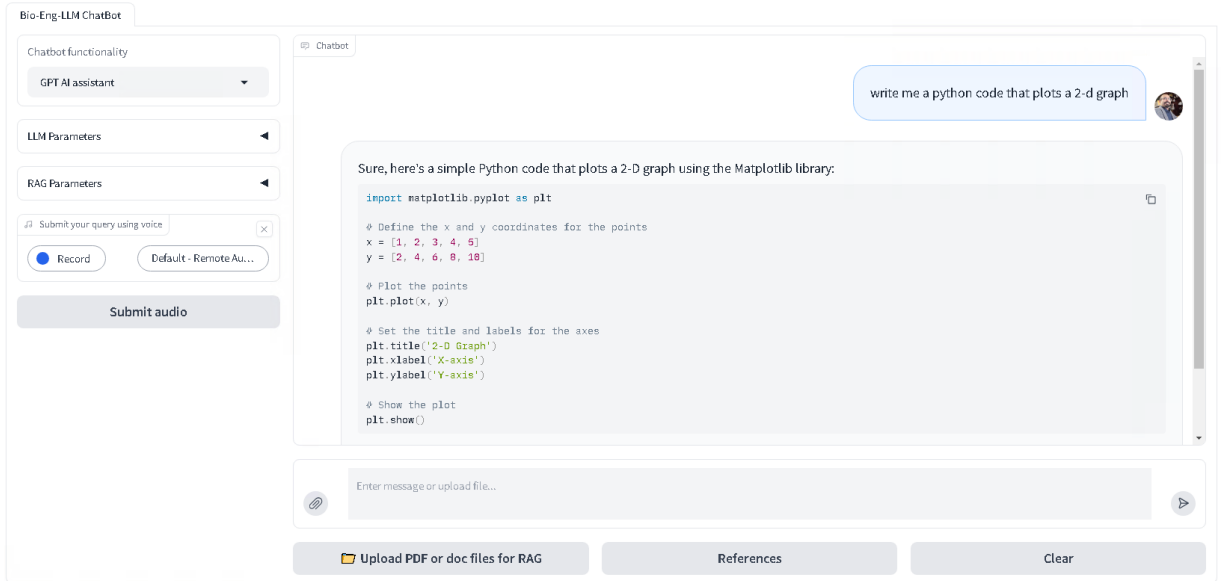 Bio-Eng-LLM ChatBot
Chatbot functionality
GPT AI assistant
LLM Parameters
RAG Parameters
Submit your query using voice
Record
Default - Remote Au...
Submit audio
Chatbot
write me a python code that plots a 2-d graph
Sure, here's a simple Python code that plots a 2-D graph using the Matplotlib library:
import matplotlib.pyplot as plt
# Define the x and y coordinates for the points
x = [1, 2, 3, 4, 5]
y = [2, 4, 6, 8, 10]
# Plot the points
plt.plot(x, y)
# Set the title and labels for the axes
plt.title('2-D Graph')
plt.xlabel('X-axis')
plt.ylabel('Y-axis')
# Show the plot
plt.show()
Enter message or upload file...
Upload PDF or doc files for RAG
References
Clear